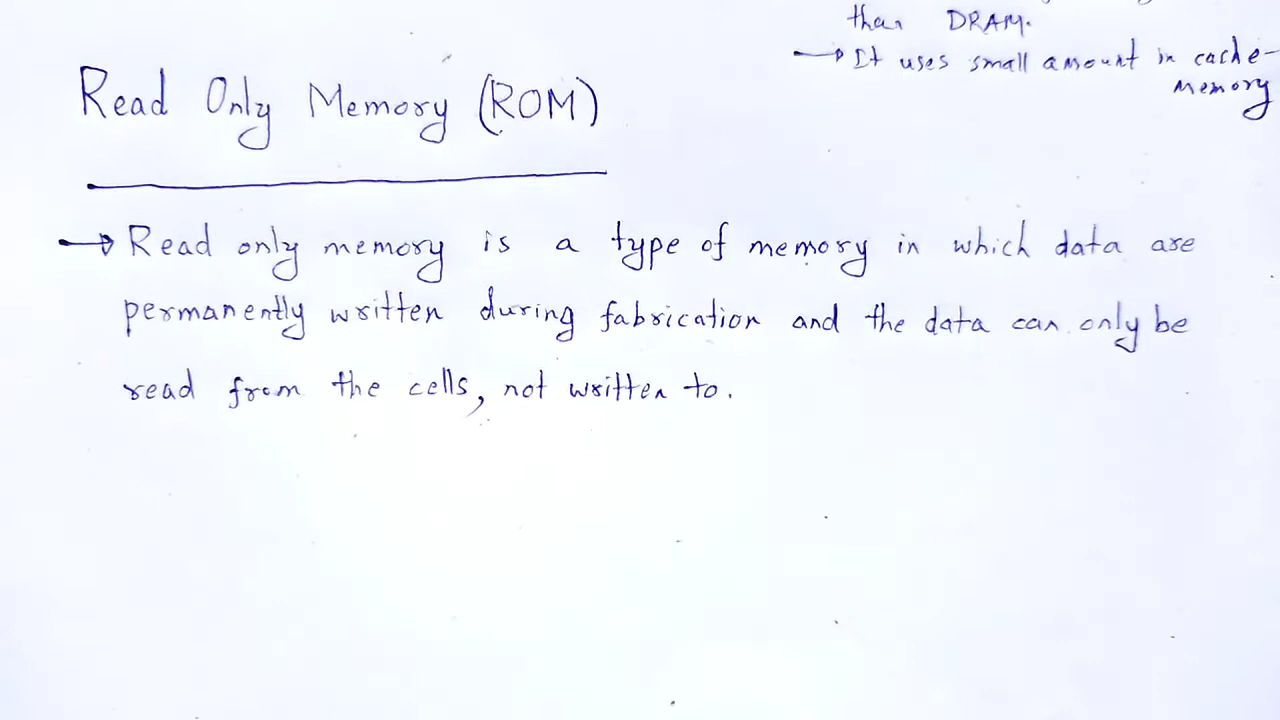 than DRAM.
→ It uses small amount in cache-
memory
Read Only Memory (ROM)
→ Read only memory is a type of memory in which data are
permanently written during fabrication and the data can only be
read from the cells, not written to.